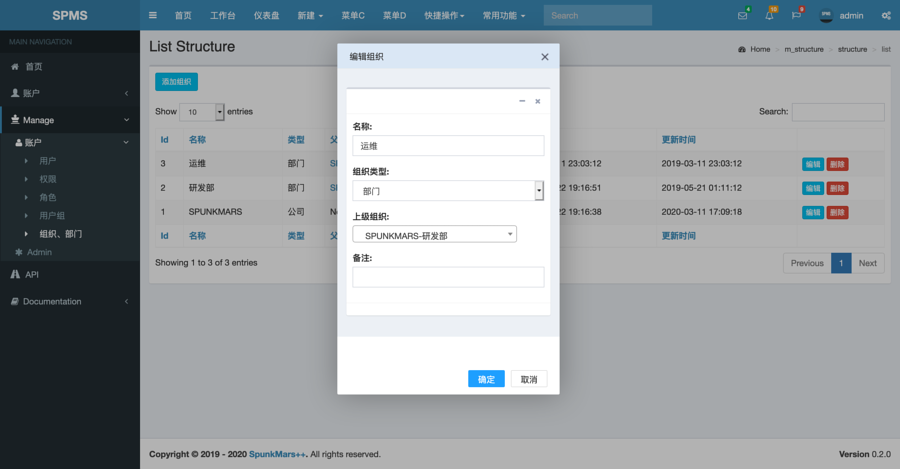 SPMS
首页 工作台 仪表盘 新建 菜单C 菜单D 快捷操作 常用功能 Search 4 10 9 admin
MAIN NAVIGATION
首页
账户
Manage
账户
用户
权限
角色
用户组
组织、部门
Admin
API
Documentation
List Structure
Home > m_structure > structure > list
添加组织
Show 10 entries
Search:
Id 名称 类型 更新时间
3 运维 部门 1 23:03:12 2019-03-11 23:03:12 编辑 删除
2 研发部 部门 22 19:16:51 2019-05-21 01:11:12 编辑 删除
1 SPUNKMARS 公司 22 19:16:38 2020-03-11 17:09:18 编辑 删除
Id 名称 类型 更新时间
Showing 1 to 3 of 3 entries
Previous 1 Next
编辑组织
名称:
运维
组织类型:
部门
上级组织:
SPUNKMARS-研发部
备注:
确定 取消
Copyright © 2019 - 2020 SpunkMars++. All rights reserved.
Version 0.2.0